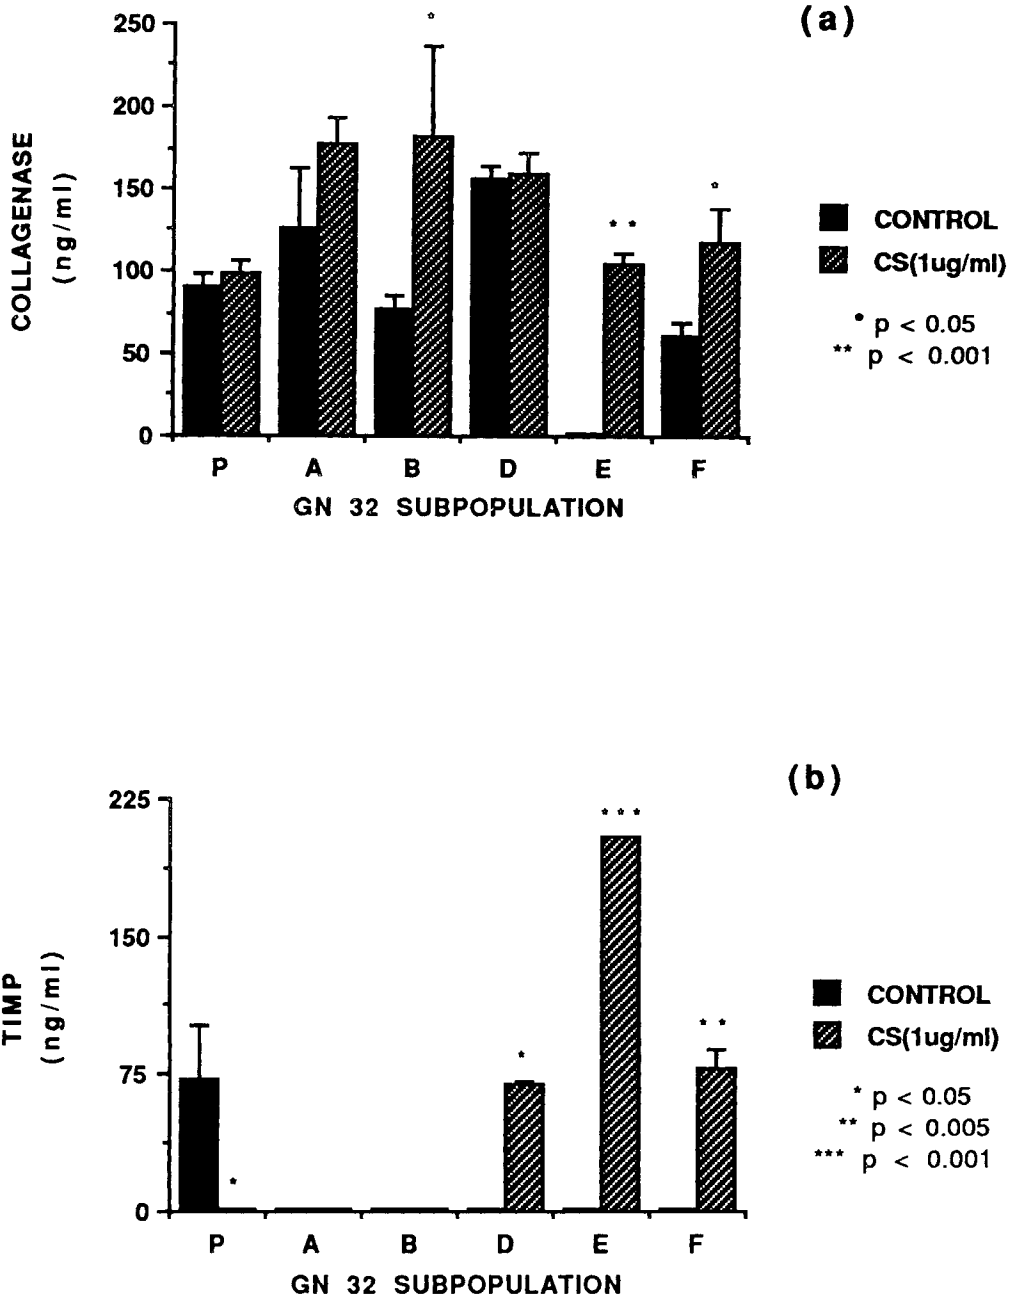 (a)
250
200
150
100
50
0
COLLAGENASE
(ng/ml)
*
* *
*
P A B D E F
GN 32 SUBPOPULATION
CONTROL
CS(1ug/ml)
* p < 0.05
** p < 0.001
(b)
225
150
75
0
TIMP
(ng/ml)
*
*
* * *
* *
P A B D E F
GN 32 SUBPOPULATION
CONTROL
CS(1ug/ml)
* p < 0.05
** p < 0.005
*** p < 0.001